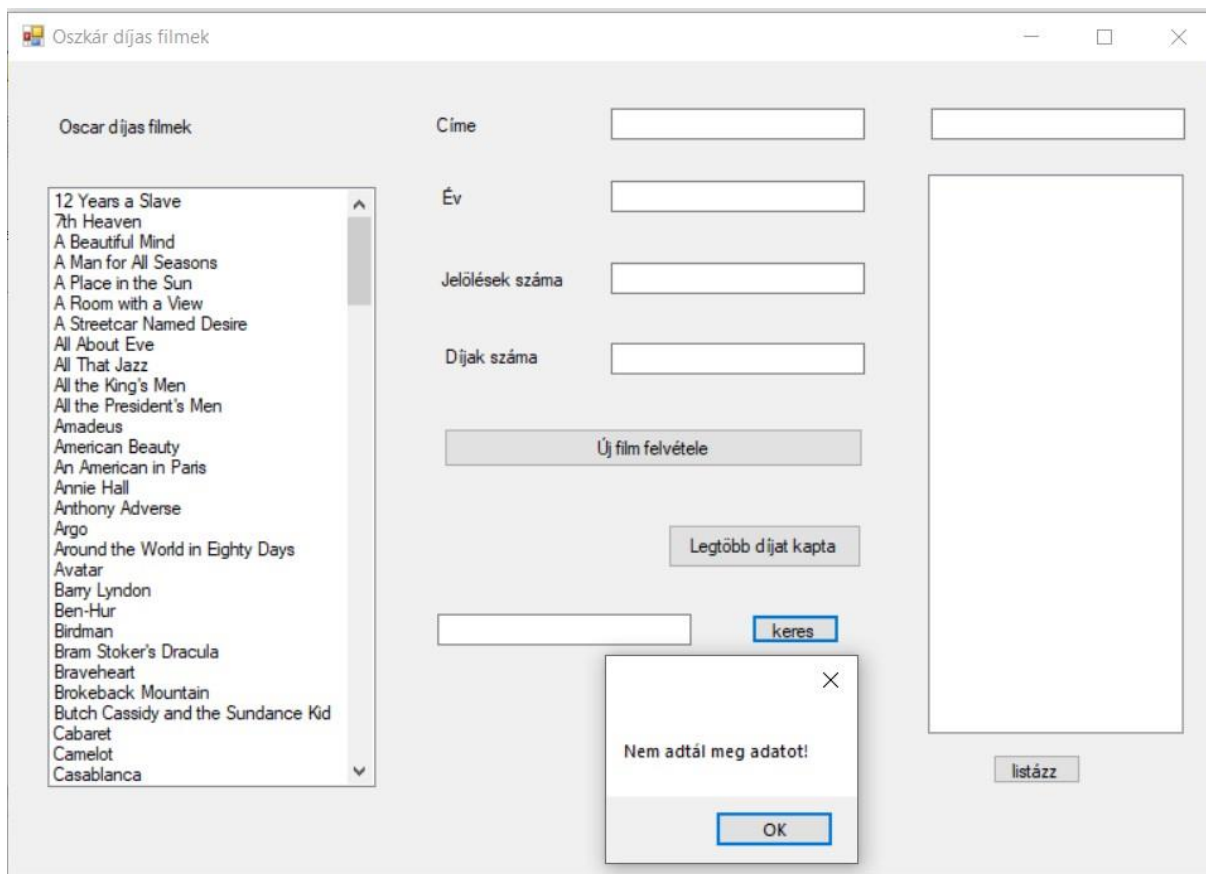 Oszkár díjas filmek
Oscar díjas filmek
12 Years a Slave
7th Heaven
A Beautiful Mind
A Man for All Seasons
A Place in the Sun
A Room with a View
A Streetcar Named Desire
All About Eve
All That Jazz
All the King's Men
All the President's Men
Amadeus
American Beauty
An American in Paris
Annie Hall
Anthony Adverse
Argo
Around the World in Eighty Days
Avatar
Barry Lyndon
Ben-Hur
Birdman
Bram Stoker's Dracula
Braveheart
Brokeback Mountain
Butch Cassidy and the Sundance Kid
Cabaret
Camelot
Casablanca
Címe
Év
Jelölések száma
Díjak száma
Új film felvétele
Legtöbb díjat kapta
keres
Nem adtál meg adatot!
OK
listázz